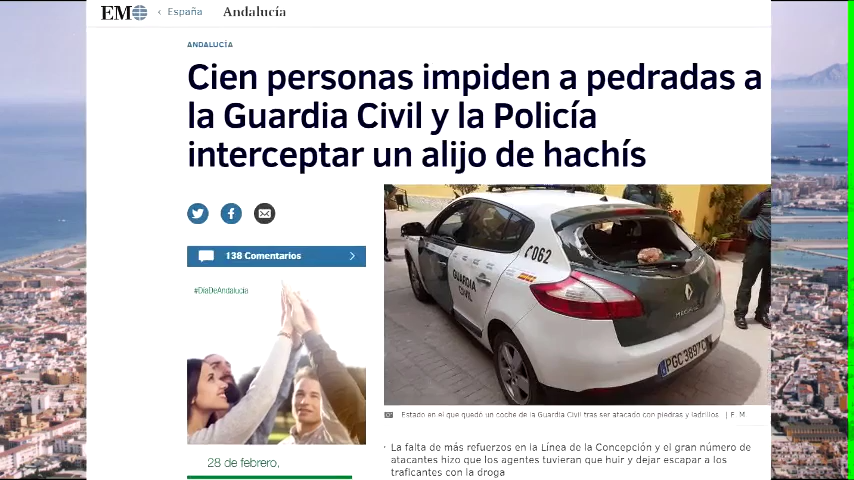 EM
‹ España
Andalucía
ANDALUCÍA
Cien personas impiden a pedradas a
la Guardia Civil y la Policía
interceptar un alijo de hachís
138 Comentarios
#DíaDeAndalucía
062
GUARDIA
CIVIL
MEGANE
PGC3897C
Estado en el que quedó un coche de la Guardia Civil tras ser atacado con piedras y ladrillos. | E. M.
28 de febrero,
La falta de más refuerzos en la Línea de la Concepción y el gran número de
atacantes hizo que los agentes tuvieran que huir y dejar escapar a los
traficantes con la droga